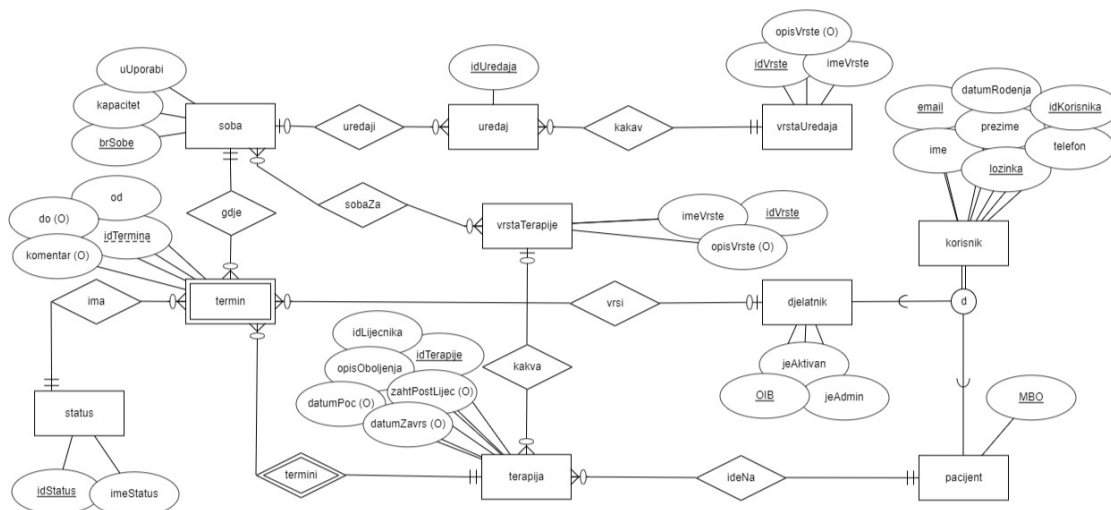 opisVrste (O)
idVrste
imeVrste
uUporabi
idUredaja
kapacitet
brSobe
soba
uredaji
uredaj
kakav
vrstaUredaja
datumRodenja
email
idKorisnika
prezime
ime
telefon
lozinka
od
do (O)
idTermina
komentar (O)
gdje
sobaZa
vrstaTerapije
imeVrste
idVrste
opisVrste (O)
korisnik
ima
termin
vrsi
djelatnik
d
idLijecnika
idTerapije
opisOboljenja
zahtPostLijec (O)
datumPoc (O)
datumZavrs (O)
kakva
jeAktivan
OIB
jeAdmin
status
MBO
idStatus
imeStatus
termini
terapija
ideNa
pacijent